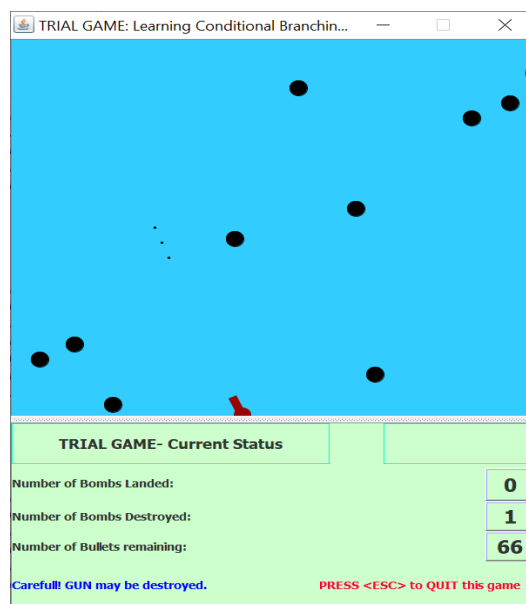 TRIAL GAME: Learning Conditional Branchin...
TRIAL GAME- Current Status
Number of Bombs Landed: 0
Number of Bombs Destroyed: 1
Number of Bullets remaining: 66
Carefull! GUN may be destroyed. PRESS <ESC> to QUIT this game